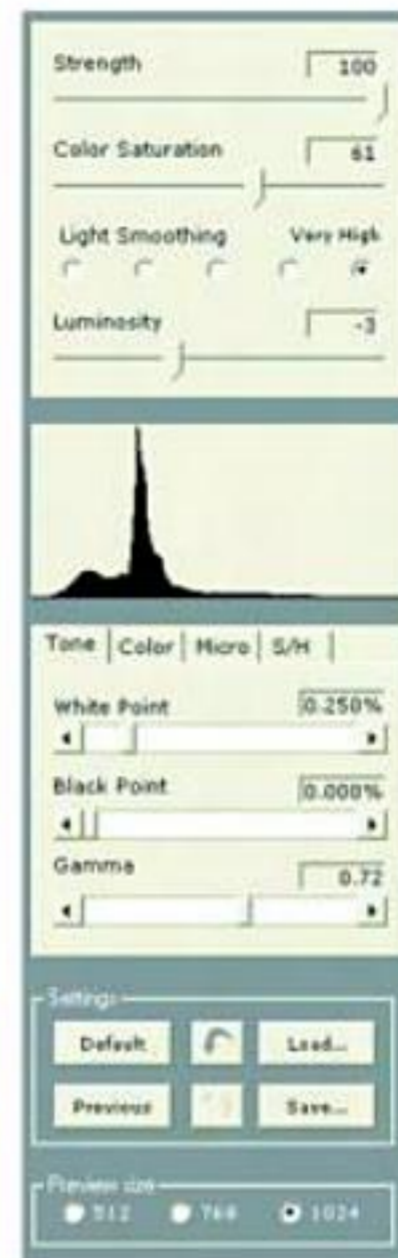 Strength 100
Color Saturation 61
Light Smoothing Very High
Luminosity -3
Tone Color Micro S/H
White Point 0.250%
Black Point 0.000%
Gamma 0.72
Settings
Default Load...
Previous Save...
Preview size
512 768 1024